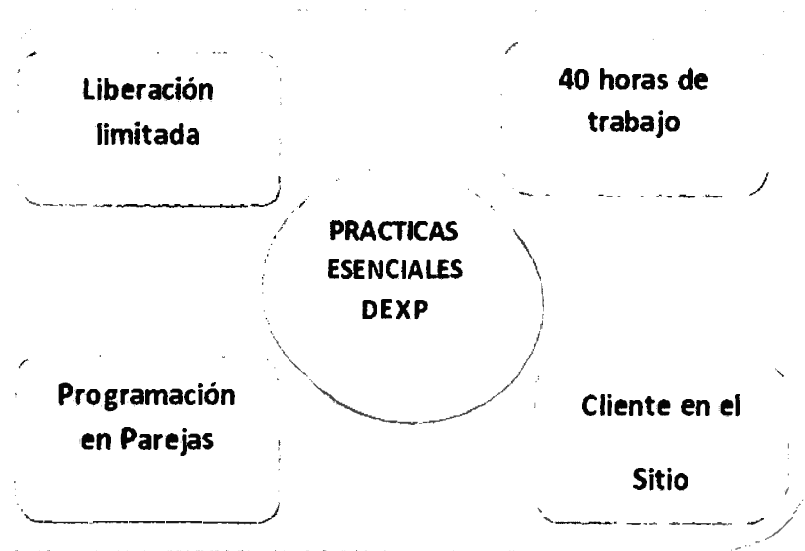 Liberación
limitada
40 horas de
trabajo
PRACTICAS
ESENCIALES
DEXP
Programación
en Parejas
Cliente en el
Sitio